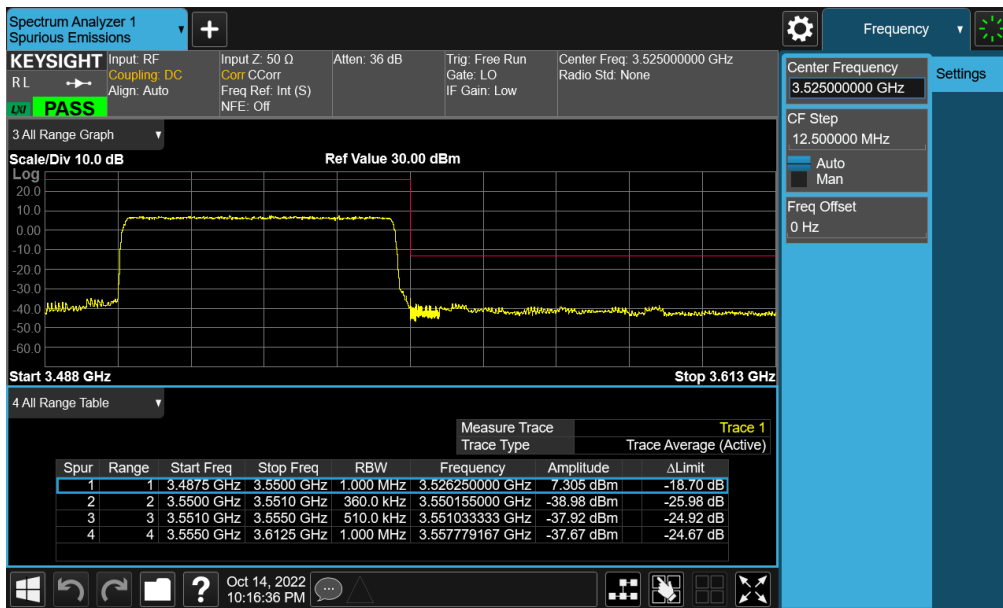 Spectrum Analyzer 1
Spurious Emissions
Frequency
KEYSIGHT
R L
LXI
PASS
Input: RF
Coupling: DC
Align: Auto
Input Z: 50 Ω
Corr CCorr
Freq Ref: Int (S)
NFE: Off
Atten: 36 dB
Trig: Free Run
Gate: LO
IF Gain: Low
Center Freq: 3.525000000 GHz
Radio Std: None
Center Frequency
3.525000000 GHz
Settings
CF Step
12.500000 MHz
Auto
Man
Freq Offset
0 Hz
3 All Range Graph
Scale/Div 10.0 dB
Ref Value 30.00 dBm
Log
20.0
10.0
0.00
-10.0
-20.0
-30.0
-40.0
-50.0
-60.0
Start 3.488 GHz
Stop 3.613 GHz
4 All Range Table
Measure Trace Trace 1
Trace Type Trace Average (Active)
Spur Range Start Freq Stop Freq RBW Frequency Amplitude ΔLimit
1 1 3.4875 GHz 3.5500 GHz 1.000 MHz 3.526250000 GHz 7.305 dBm -18.70 dB
2 2 3.5500 GHz 3.5510 GHz 360.0 kHz 3.550155000 GHz -38.98 dBm -25.98 dB
3 3 3.5510 GHz 3.5550 GHz 510.0 kHz 3.551033333 GHz -37.92 dBm -24.92 dB
4 4 3.5550 GHz 3.6125 GHz 1.000 MHz 3.557779167 GHz -37.67 dBm -24.67 dB
?
Oct 14, 2022
10:16:36 PM